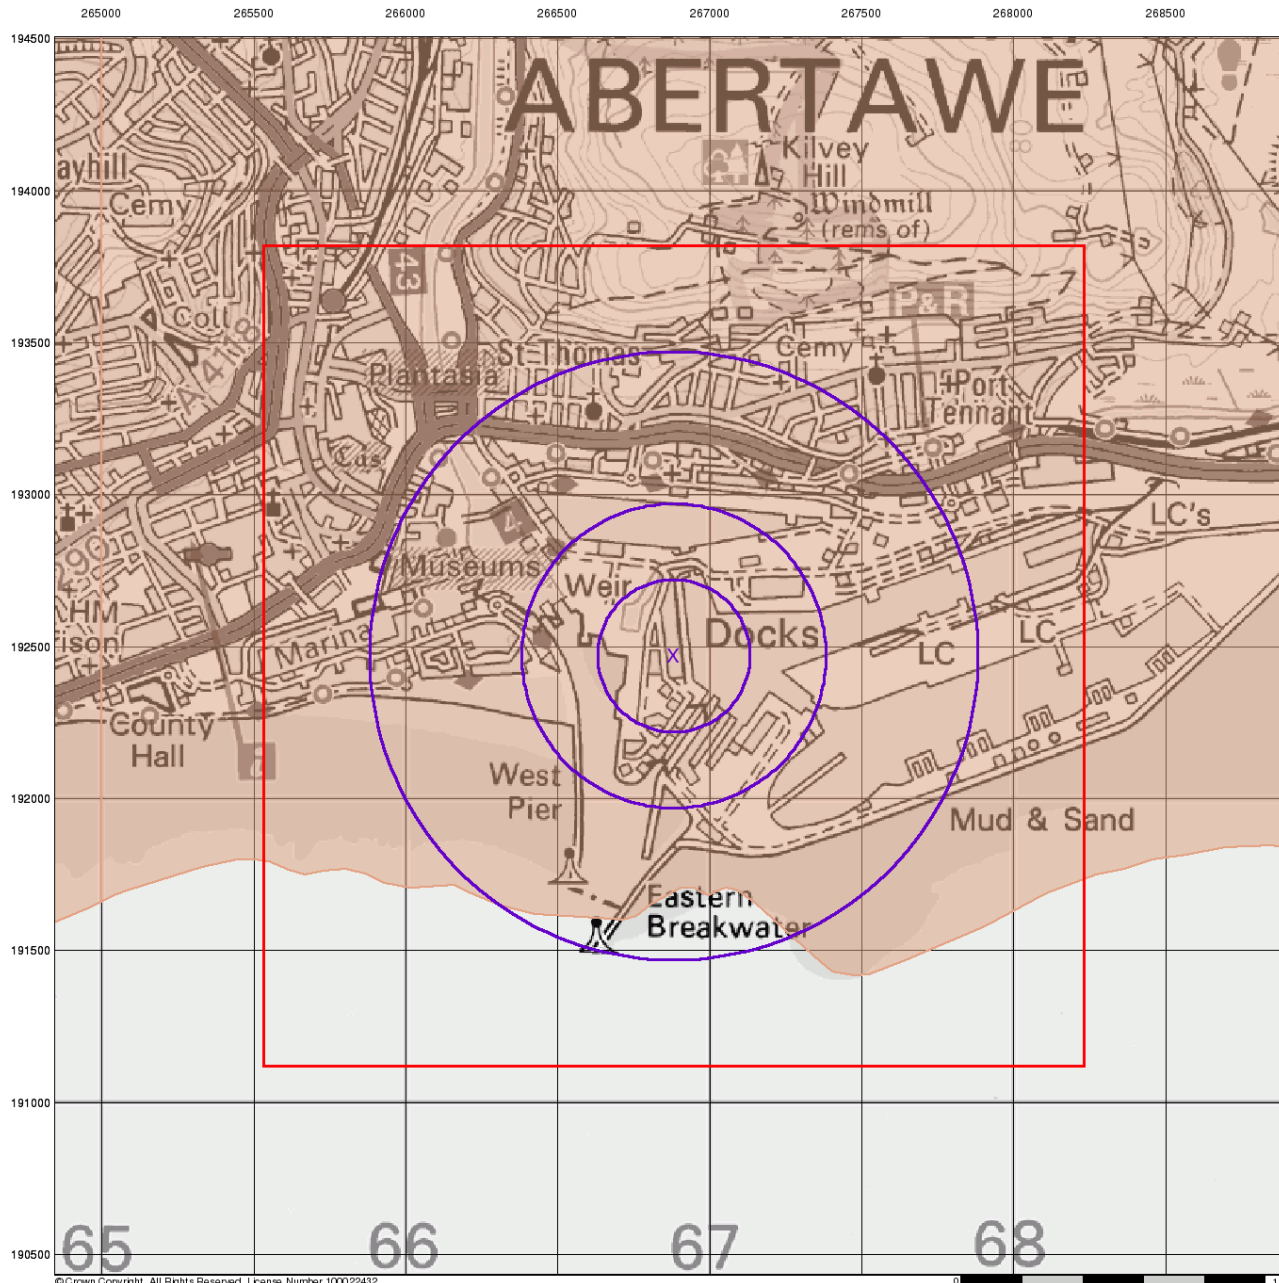 265000 265500 266000 266500 267000 267500 268000 268500
194500
194000
193500
193000
192500
192000
191500
191000
190500
ABERTAWE
ayhill
Cemy
Kilvey
Hill
Windmill
(rems of)
43
P&R
Coll
A 4118
St Thomas
Cemy
Plantasia
Port
Tennant
Cds
4
LC's
Museums
Weir
HM
rison
Marina
Docks
LC
LC
County
Hall
West
Pier
Mud & Sand
Eastern
Breakwater
65 66 67 68
© Crown Copyright. All Rights Reserved. License Number 100022432
0